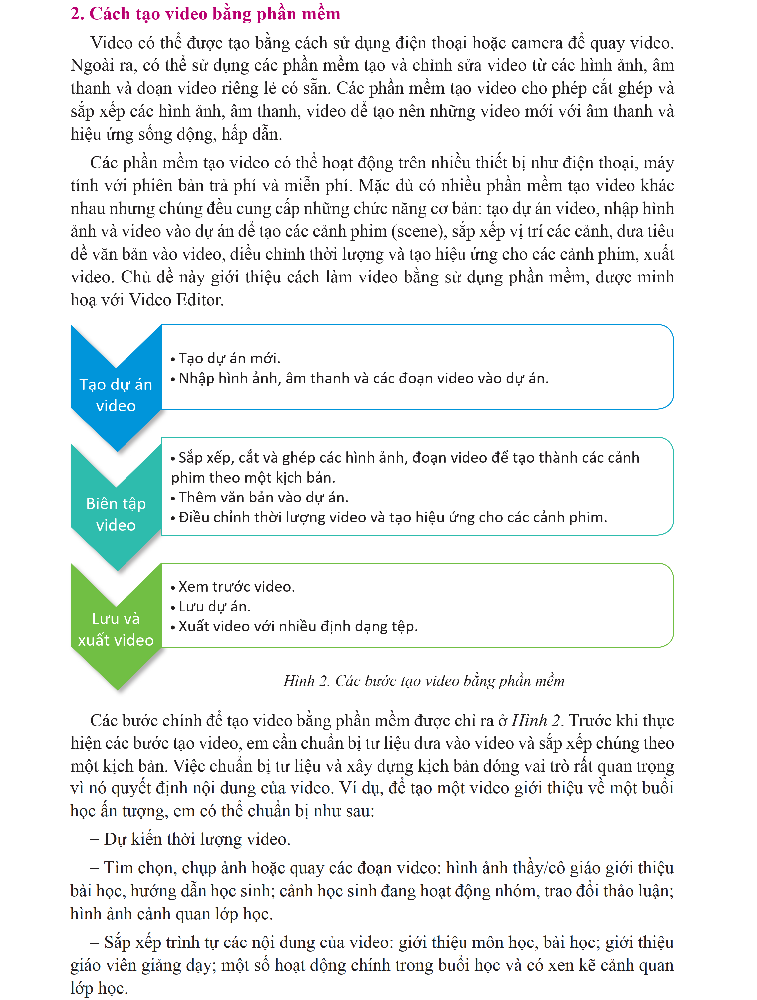 2. Cách tạo video bằng phần mềm
Video có thể được tạo bằng cách sử dụng điện thoại hoặc camera để quay video.
Ngoài ra, có thể sử dụng các phần mềm tạo và chỉnh sửa video từ các hình ảnh, âm
thanh và đoạn video riêng lẻ có sẵn. Các phần mềm tạo video cho phép cắt ghép và
sắp xếp các hình ảnh, âm thanh, video để tạo nên những video mới với âm thanh và
hiệu ứng sống động, hấp dẫn.
Các phần mềm tạo video có thể hoạt động trên nhiều thiết bị như điện thoại, máy
tính với phiên bản trả phí và miễn phí. Mặc dù có nhiều phần mềm tạo video khác
nhau nhưng chúng đều cung cấp những chức năng cơ bản: tạo dự án video, nhập hình
ảnh và video vào dự án để tạo các cảnh phim (scene), sắp xếp vị trí các cảnh, đưa tiêu
đề văn bản vào video, điều chỉnh thời lượng và tạo hiệu ứng cho các cảnh phim, xuất
video. Chủ đề này giới thiệu cách làm video bằng sử dụng phần mềm, được minh
hoạ với Video Editor.
Tạo dự án
video
• Tạo dự án mới.
• Nhập hình ảnh, âm thanh và các đoạn video vào dự án.
Biên tập
video
• Sắp xếp, cắt và ghép các hình ảnh, đoạn video để tạo thành các cảnh
phim theo một kịch bản.
• Thêm văn bản vào dự án.
• Điều chỉnh thời lượng video và tạo hiệu ứng cho các cảnh phim.
Lưu và
xuất video
• Xem trước video.
• Lưu dự án.
• Xuất video với nhiều định dạng tệp.
Hình 2. Các bước tạo video bằng phần mềm
Các bước chính để tạo video bằng phần mềm được chỉ ra ở Hình 2. Trước khi thực
hiện các bước tạo video, em cần chuẩn bị tư liệu đưa vào video và sắp xếp chúng theo
một kịch bản. Việc chuẩn bị tư liệu và xây dựng kịch bản đóng vai trò rất quan trọng
vì nó quyết định nội dung của video. Ví dụ, để tạo một video giới thiệu về một buổi
học ấn tượng, em có thể chuẩn bị như sau:
– Dự kiến thời lượng video.
– Tìm chọn, chụp ảnh hoặc quay các đoạn video: hình ảnh thầy/cô giáo giới thiệu
bài học, hướng dẫn học sinh; cảnh học sinh đang hoạt động nhóm, trao đổi thảo luận;
hình ảnh cảnh quan lớp học.
– Sắp xếp trình tự các nội dung của video: giới thiệu môn học, bài học; giới thiệu
giáo viên giảng dạy; một số hoạt động chính trong buổi học và có xen kẽ cảnh quan
lớp học.